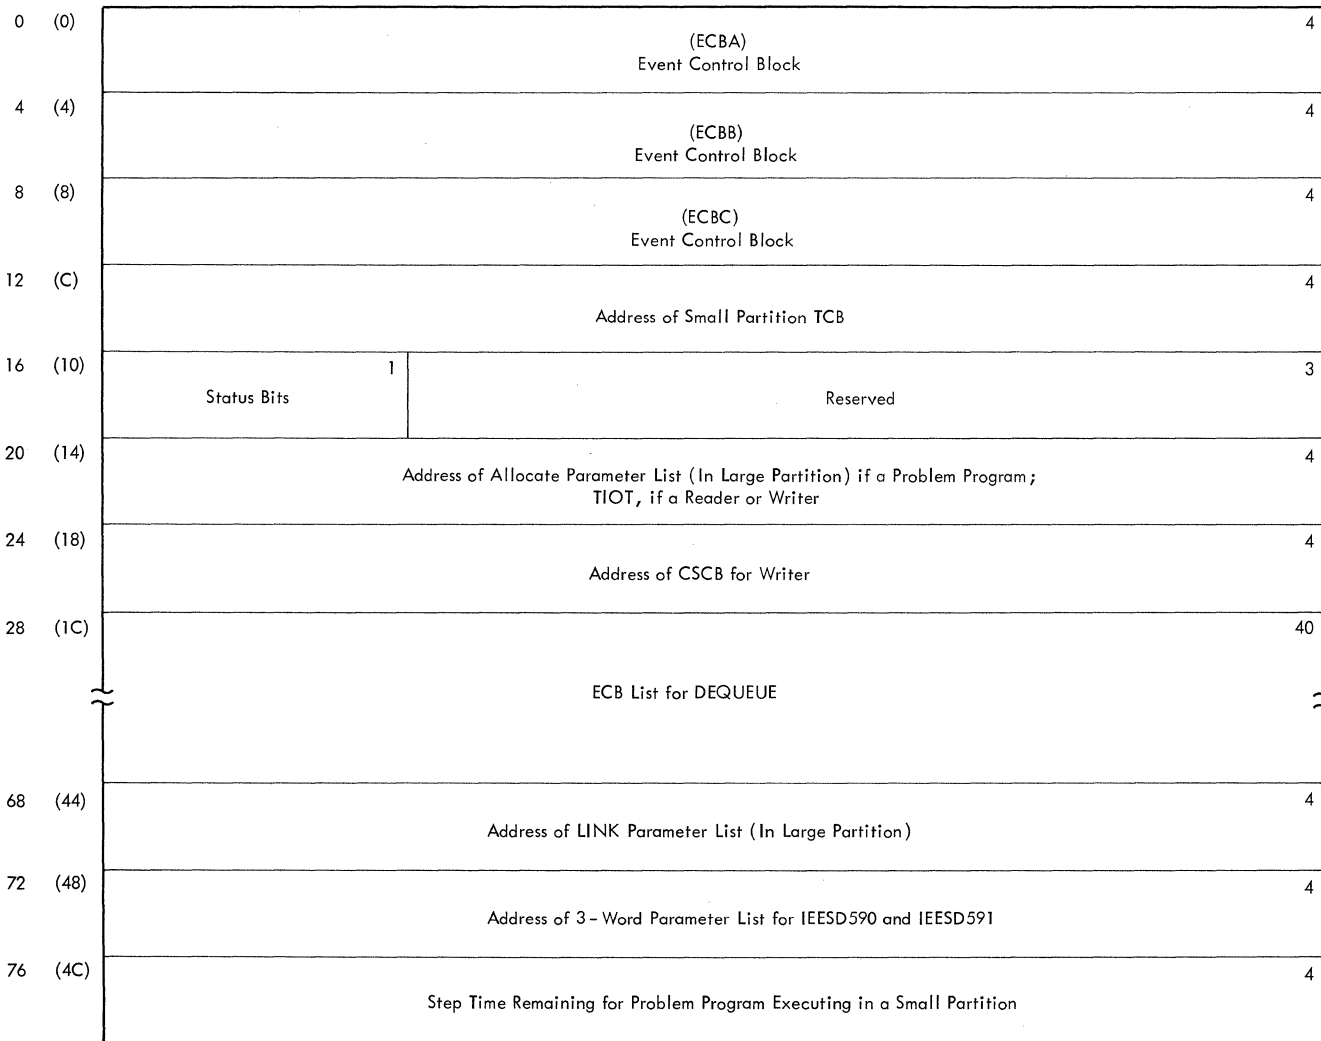 0 (0) 4
(ECBA)
Event Control Block
4 (4) 4
(ECBB)
Event Control Block
8 (8) 4
(ECBC)
Event Control Block
12 (C) 4
Address of Small Partition TCB
16 (10) 1 3
Status Bits Reserved
20 (14) 4
Address of Allocate Parameter List (In Large Partition) if a Problem Program;
TIOT, if a Reader or Writer
24 (18) 4
Address of CSCB for Writer
28 (1C) 40
ECB List for DEQUEUE
68 (44) 4
Address of LINK Parameter List (In Large Partition)
72 (48) 4
Address of 3-Word Parameter List for IEESD590 and IEESD591
76 (4C) 4
Step Time Remaining for Problem Program Executing in a Small Partition